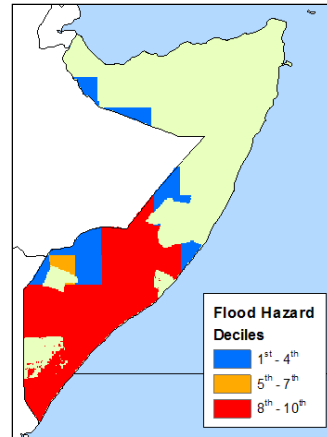 Flood Hazard
Deciles
1st - 4th
5th - 7th
8th - 10th